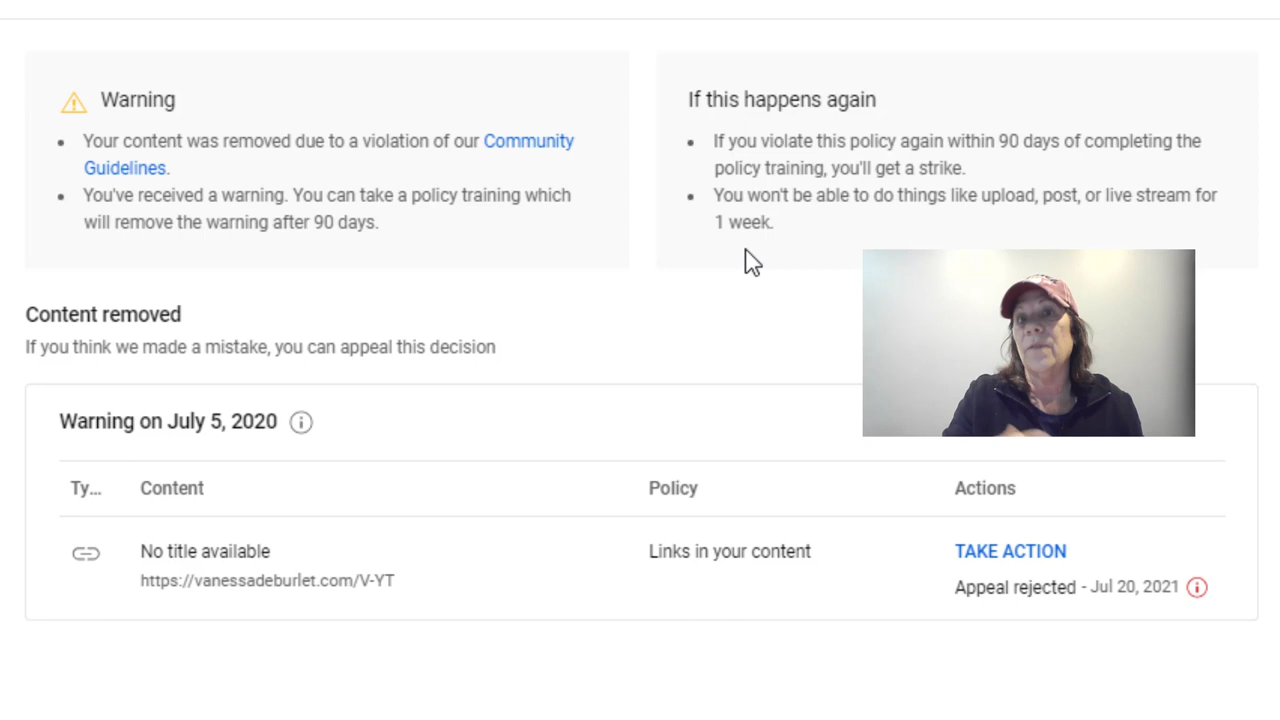 Warning
Your content was removed due to a violation of our Community
Guidelines.
You've received a warning. You can take a policy training which
will remove the warning after 90 days.
If this happens again
If you violate this policy again within 90 days of completing the
policy training, you'll get a strike.
You won't be able to do things like upload, post, or live stream for
1 week.
Content removed
If you think we made a mistake, you can appeal this decision
Warning on July 5, 2020
Ty... Content Policy Actions
No title available Links in your content TAKE ACTION
https://vanessadeburlet.com/V-YT Appeal rejected - Jul 20, 2021